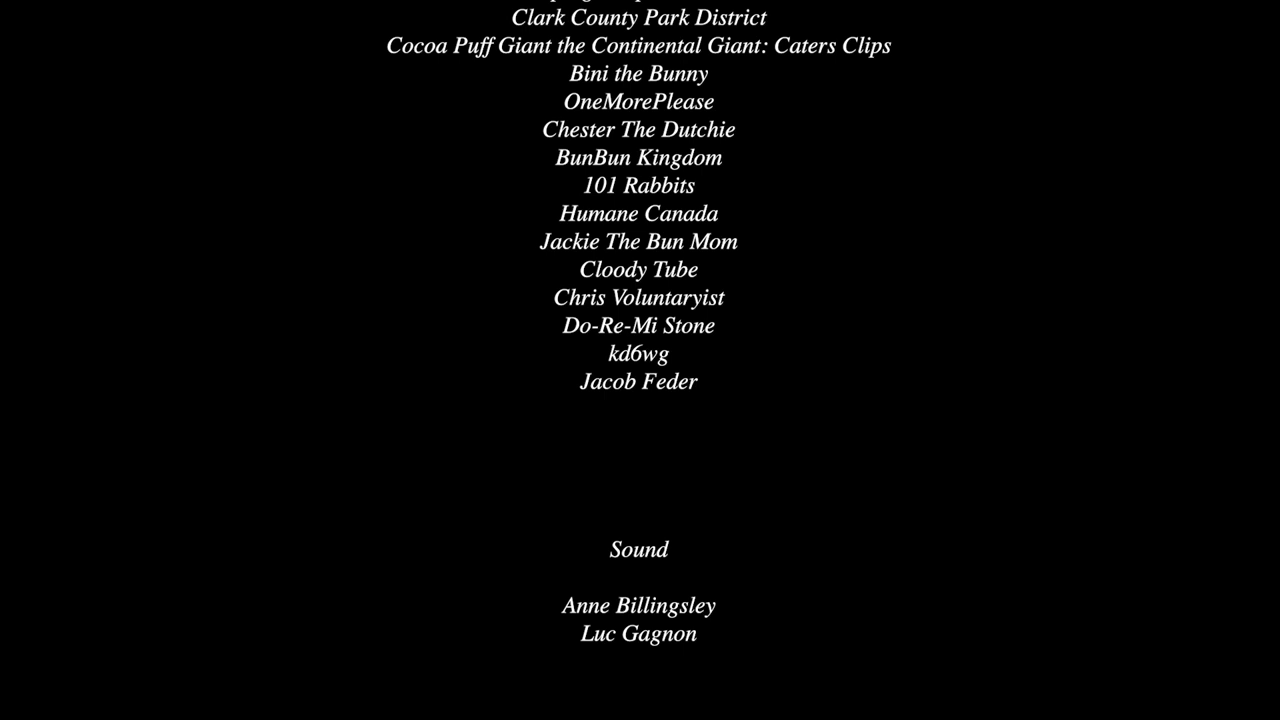 Clark County Park District
Cocoa Puff Giant the Continental Giant: Caters Clips
Bini the Bunny
OneMorePlease
Chester The Dutchie
BunBun Kingdom
101 Rabbits
Humane Canada
Jackie The Bun Mom
Cloody Tube
Chris Voluntaryist
Do-Re-Mi Stone
kd6wg
Jacob Feder
Sound
Anne Billingsley
Luc Gagnon